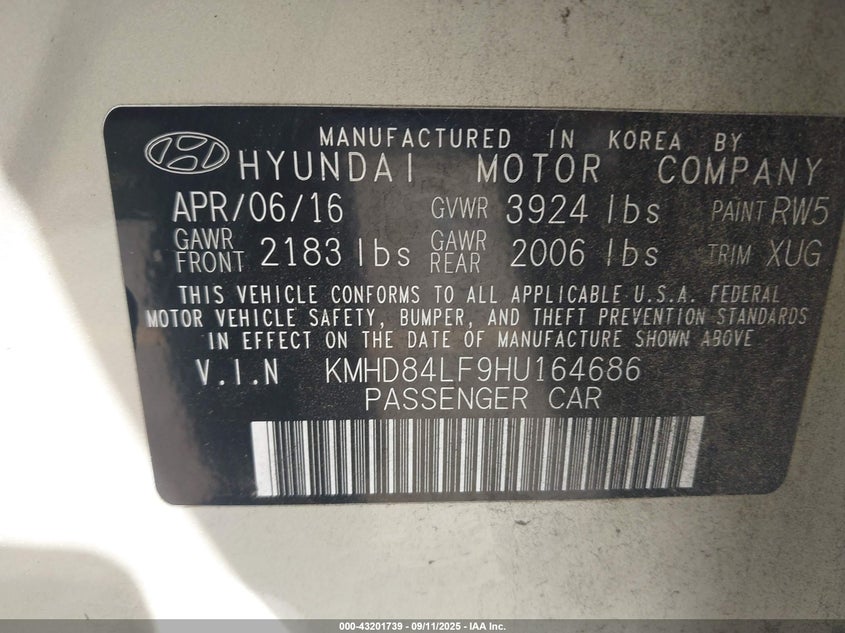 MANUFACTURED IN KOREA BY
HYUNDAI MOTOR COMPANY
APR/06/16 GVWR 3924 lbs PAINT RW5
GAWR FRONT 2183 lbs GAWR REAR 2006 lbs TRIM XUG
THIS VEHICLE CONFORMS TO ALL APPLICABLE U.S.A. FEDERAL
MOTOR VEHICLE SAFETY, BUMPER, AND THEFT PREVENTION STANDARDS
IN EFFECT ON THE DATE OF MANUFACTURE SHOWN ABOVE
V.I.N KMHD84LF9HU164686
PASSENGER CAR
000-43201739 - 09/11/2025 - IAA Inc.